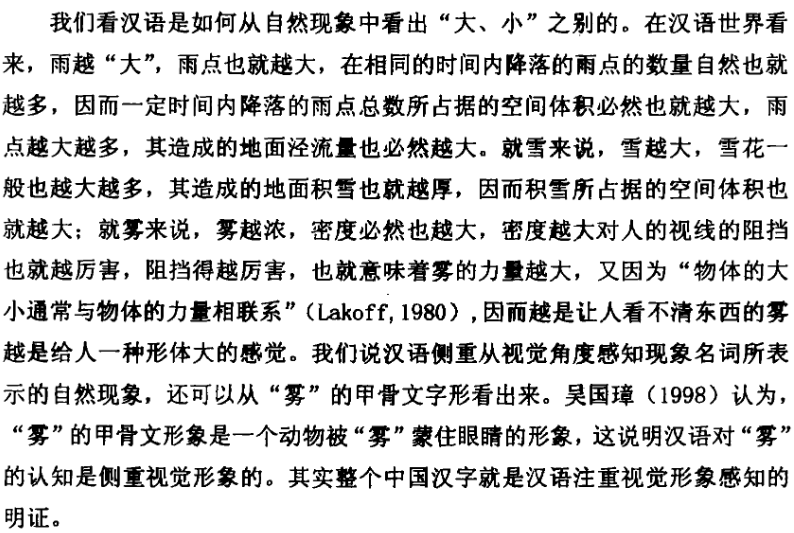 我们看汉语是如何从自然现象中看出“大、小”之别的。在汉语世界看
来，雨越“大”，雨点也就越大，在相同的时间内降落的雨点的数量自然也就
越多，因而一定时间内降落的雨点总数所占据的空间体积必然也就越大，雨
点越大越多，其造成的地面泾流量也必然越大。就雪来说，雪越大，雪花一
般也越大越多，其造成的地面积雪也就越厚，因而积雪所占据的空间体积也
就越大；就雾来说，雾越浓，密度必然也越大，密度越大对人的视线的阻挡
也就越厉害，阻挡得越厉害，也就意味着雾的力量越大，又因为“物体的大
小通常与物体的力量相联系”（Lakoff,1980）,因而越是让人看不清东西的雾
越是给人一种形体大的感觉。我们说汉语侧重从视觉角度感知现象名词所表
示的自然现象，还可以从“雾”的甲骨文字形看出来。吴国璋（1998）认为，
“雾”的甲骨文形象是一个动物被“雾”蒙住眼睛的形象，这说明汉语对“雾”
的认知是侧重视觉形象的。其实整个中国汉字就是汉语注重视觉形象感知的
明证。